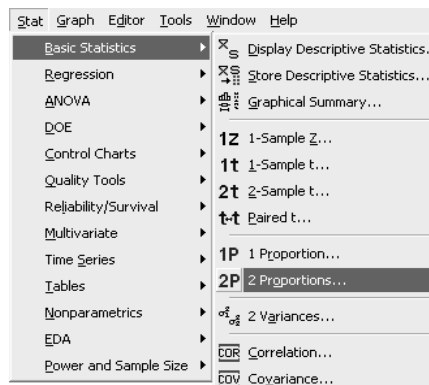 Stat Graph Editor Tools Window Help
Basic Statistics
Regression
ANOVA
DOE
Control Charts
Quality Tools
Reliability/Survival
Multivariate
Time Series
Tables
Nonparametrics
EDA
Power and Sample Size
Display Descriptive Statistics.
Store Descriptive Statistics...
Graphical Summary...
1Z 1-Sample Z...
1t 1-Sample t...
2t 2-Sample t...
t-t Paired t...
1P 1 Proportion...
2P 2 Proportions...
σ²₁ σ²₂ 2 Variances...
COR Correlation...
COV Covariance...